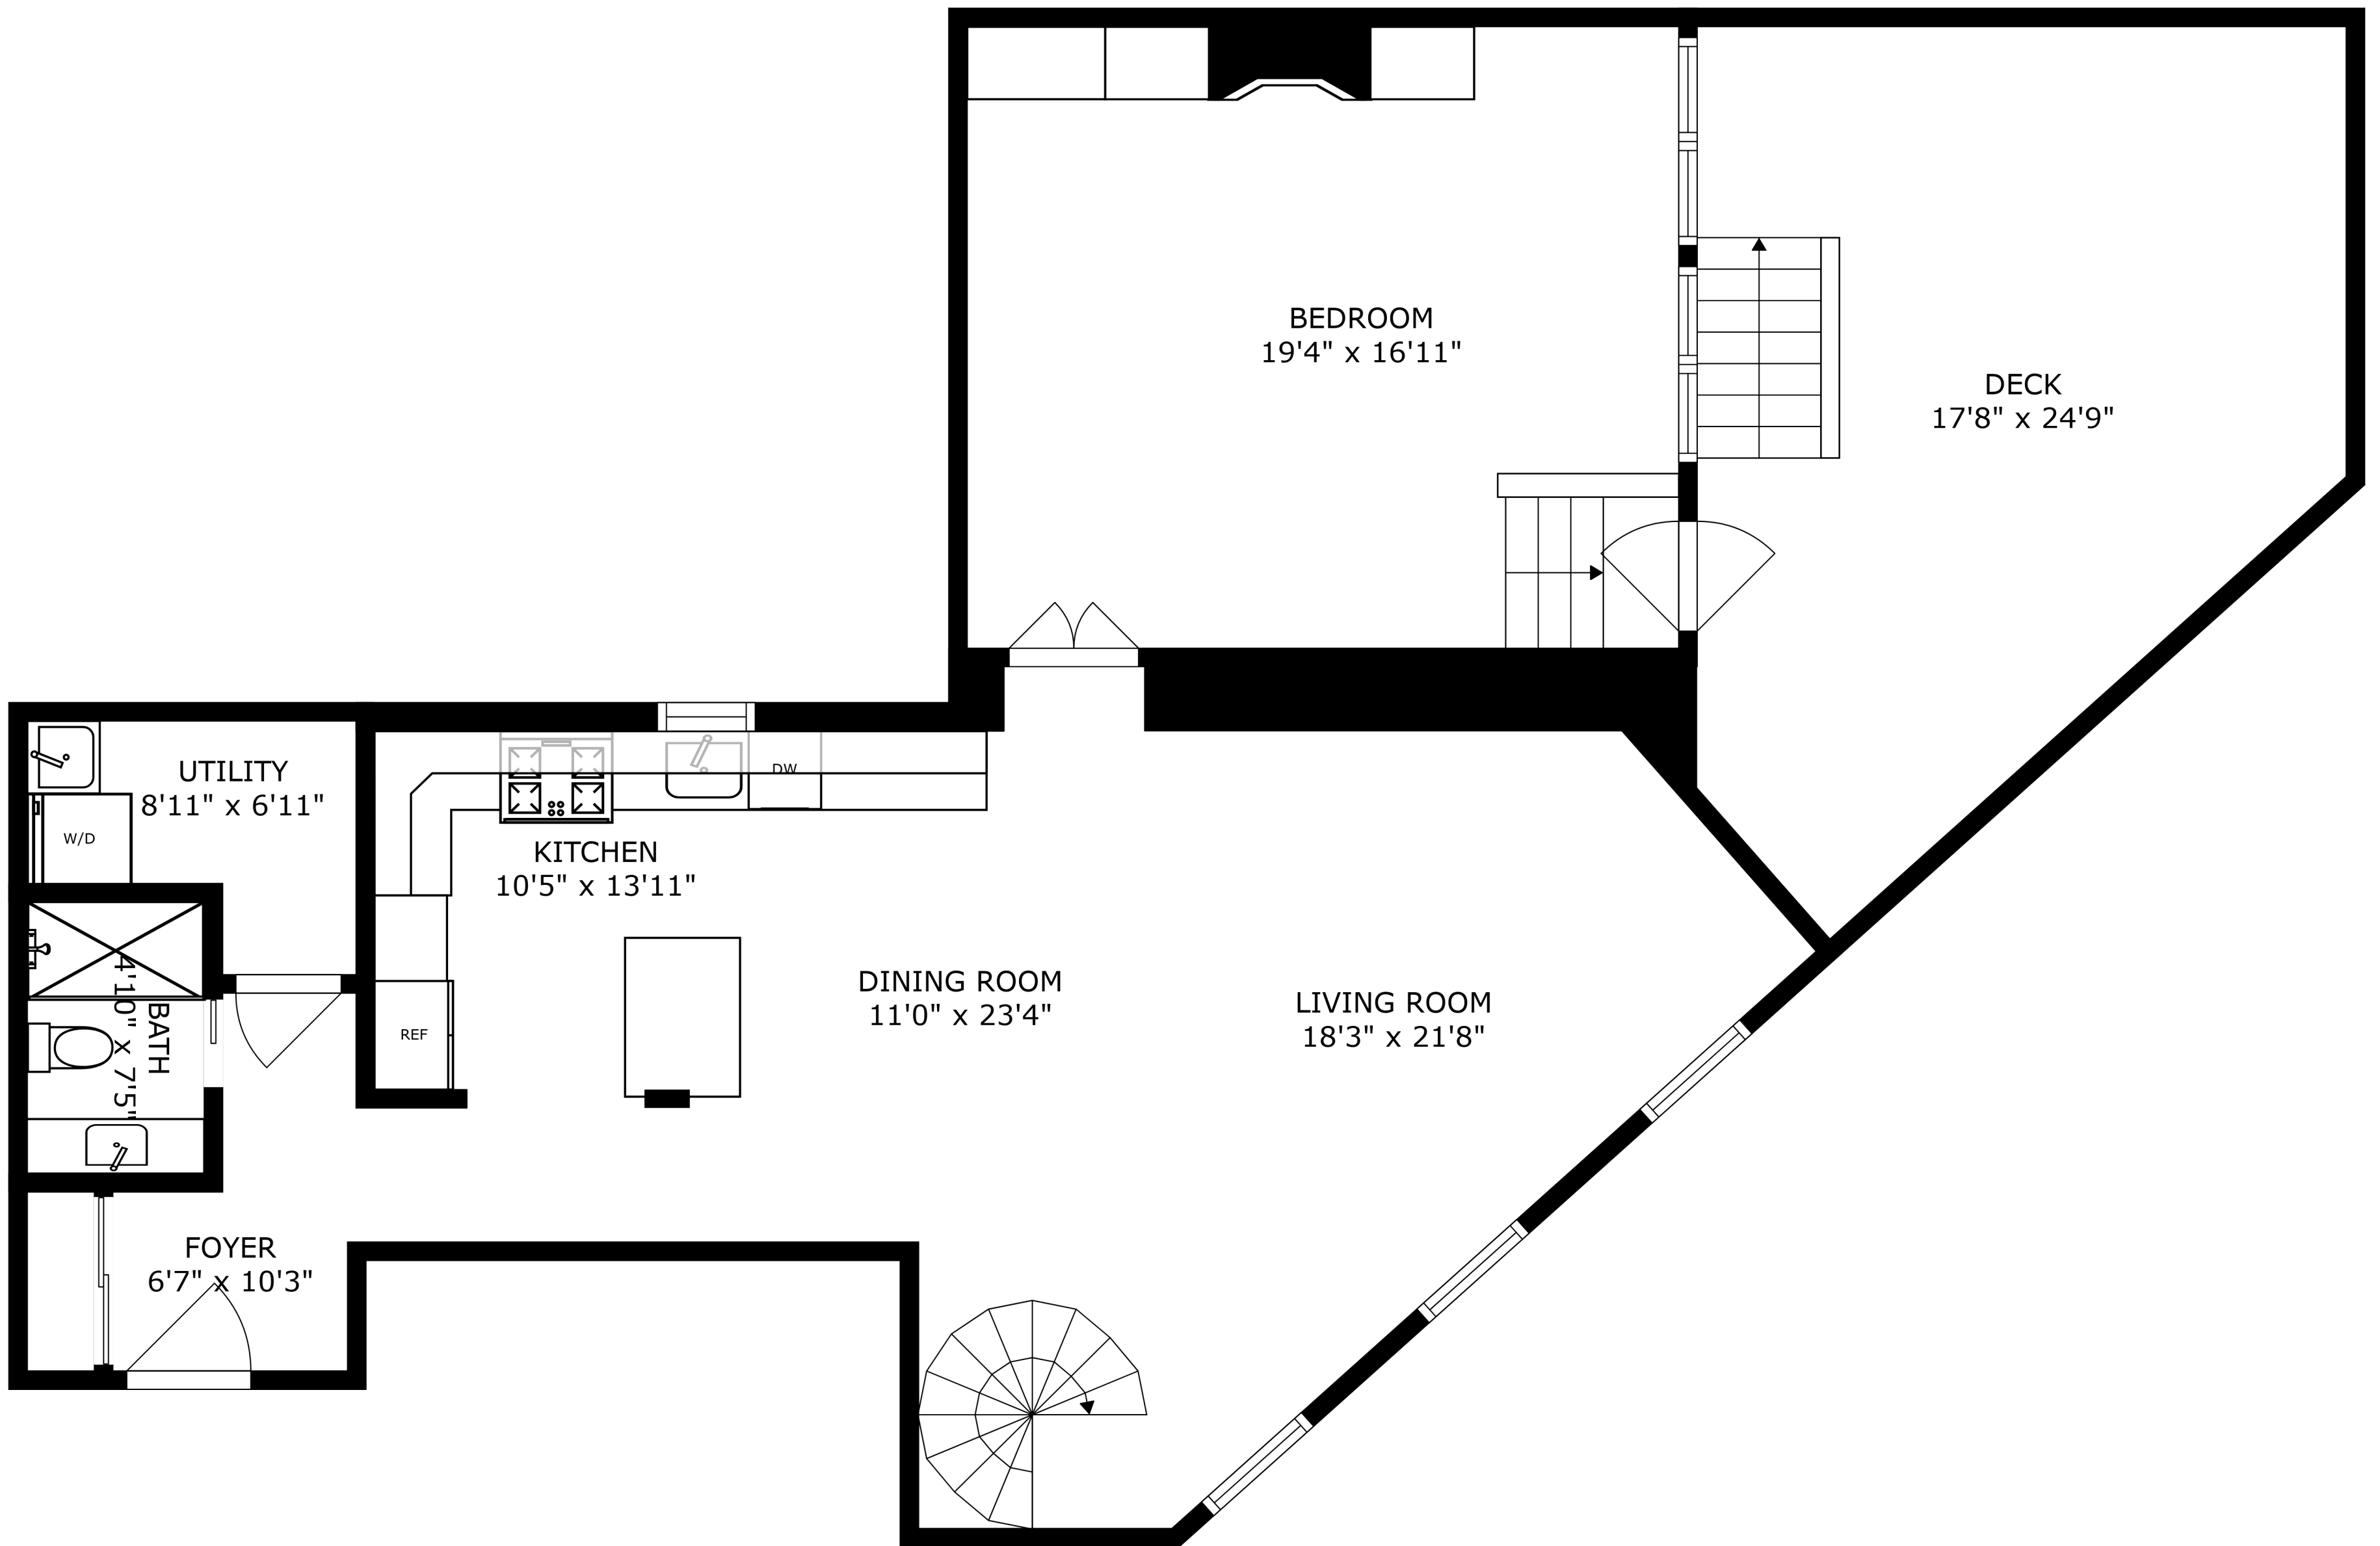 BEDROOM
19'4" x 16'11"
DECK
17'8" x 24'9"
UTILITY
8'11" x 6'11"
W/D
DW
KITCHEN
10'5" x 13'11"
REF
BATH
4'10" x 7'5"
DINING ROOM
11'0" x 23'4"
LIVING ROOM
18'3" x 21'8"
FOYER
6'7" x 10'3"